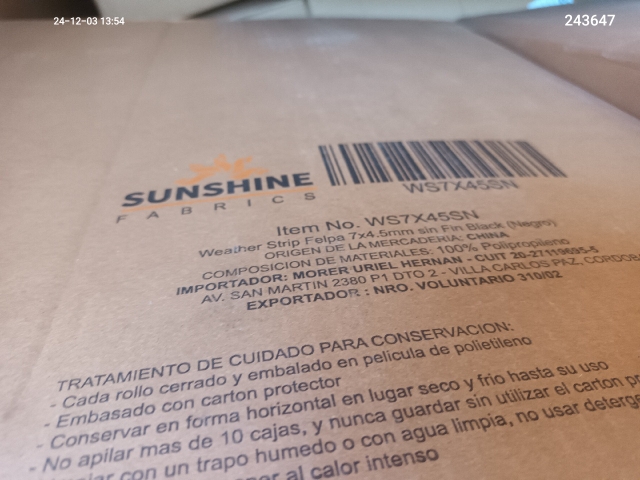 24-12-03 13:54
243647
SUNSHINE
FABRICS
WS7X45SN
Item No. WS7X45SN
Weather Strip Felpa 7x4.5mm sin Fin Black (Negro)
ORIGEN DE LA MERCADERIA: CHINA
COMPOSICION DE MATERIALES: 100% Polipropileno
IMPORTADOR: MORER URIEL HERNAN - CUIT
AV. SAN MARTIN 2380 P1 DTO 2 - VILLA CARLOS PAZ, CORDOB
EXPORTADOR : NRO. VOLUNTARIO 310/02
TRATAMIENTO DE CUIDADO PARA CONSERVACION:
- Cada rollo cerrado y embalado en pelicula de polietileno
- Embasado con carton protector
- Conservar en forma horizontal en lugar seco y frio hasta su uso
- No apilar mas de 10 cajas, y nunca guardar sin utilizar el carton pr
con un trapo humedo o con agua limpia, no usar deterge
al calor intenso